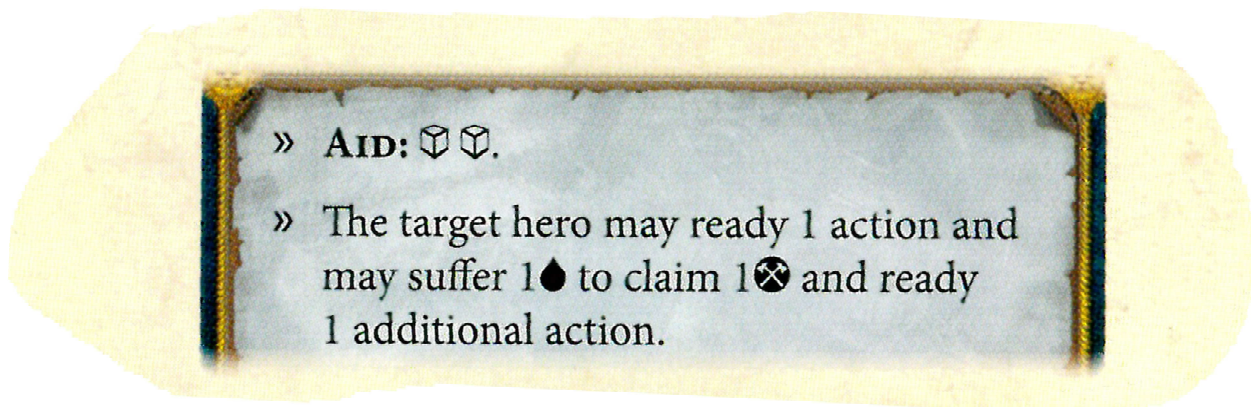 » AID: .
» The target hero may ready 1 action and
may suffer 1 to claim 1 and ready
1 additional action.